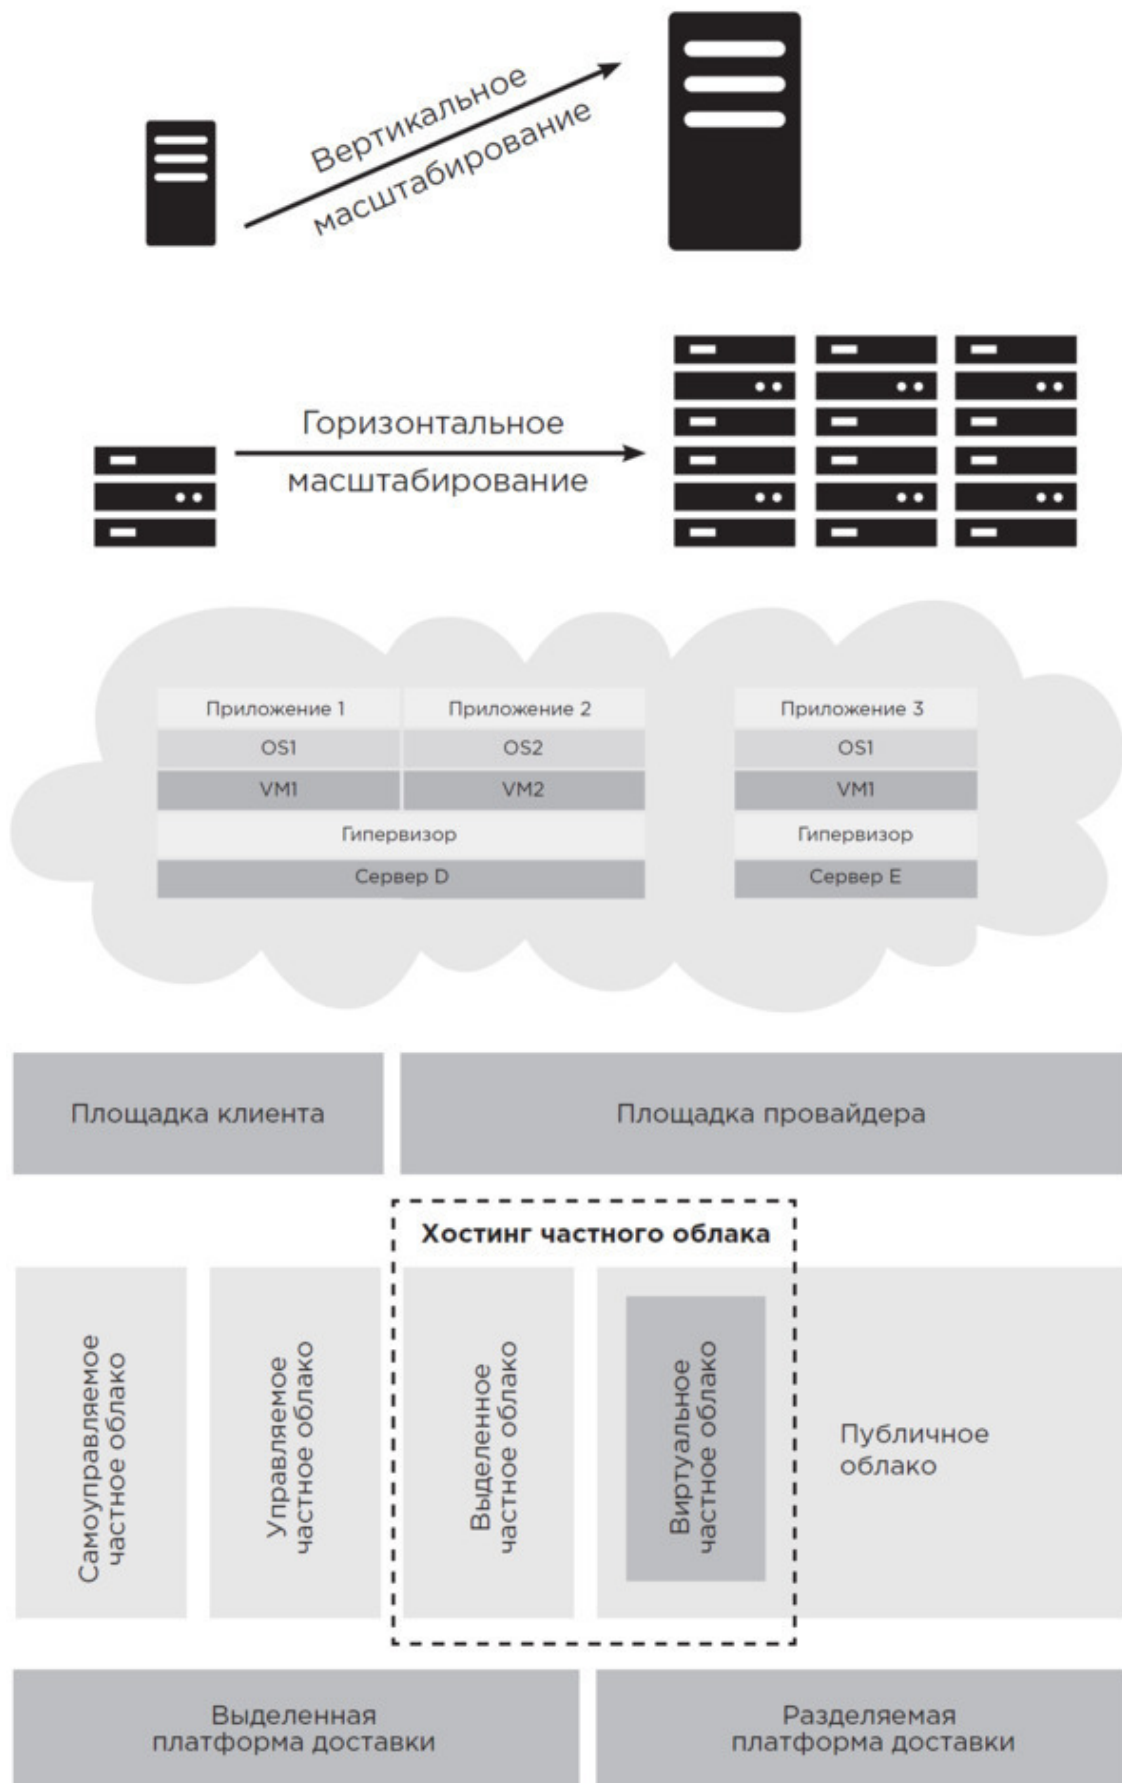 Вертикальное
масштабирование
Горизонтальное
масштабирование
Приложение 1
Приложение 2
Приложение 3
OS1
OS2
OS1
VM1
VM2
VM1
Гипервизор
Гипервизор
Сервер D
Сервер E
Площадка клиента
Площадка провайдера
Хостинг частного облака
Самоуправляемое
частное облако
Управляемое
частное облако
Выделенное
частное облако
Виртуальное
частное облако
Публичное
облако
Выделенная
платформа доставки
Разделяемая
платформа доставки